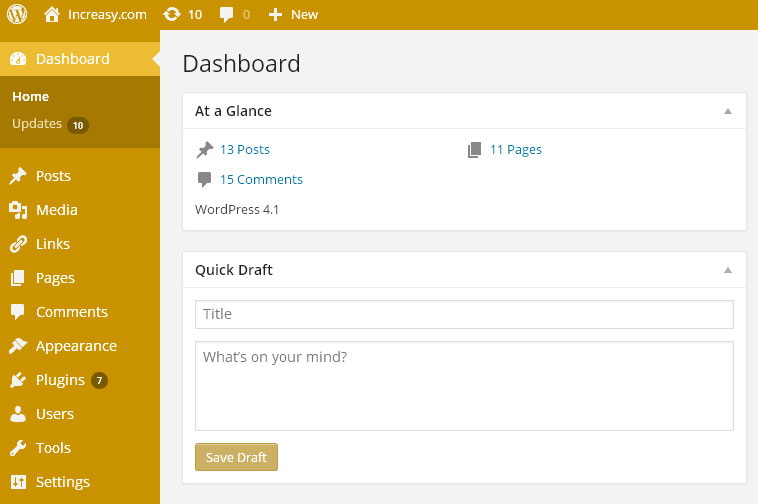 Increasy.com 10 0 New
Dashboard
Home
Updates 10
Posts
Media
Links
Pages
Comments
Appearance
Plugins 7
Users
Tools
Settings
Dashboard
At a Glance
13 Posts 11 Pages
15 Comments
WordPress 4.1
Quick Draft
Title
What's on your mind?
Save Draft